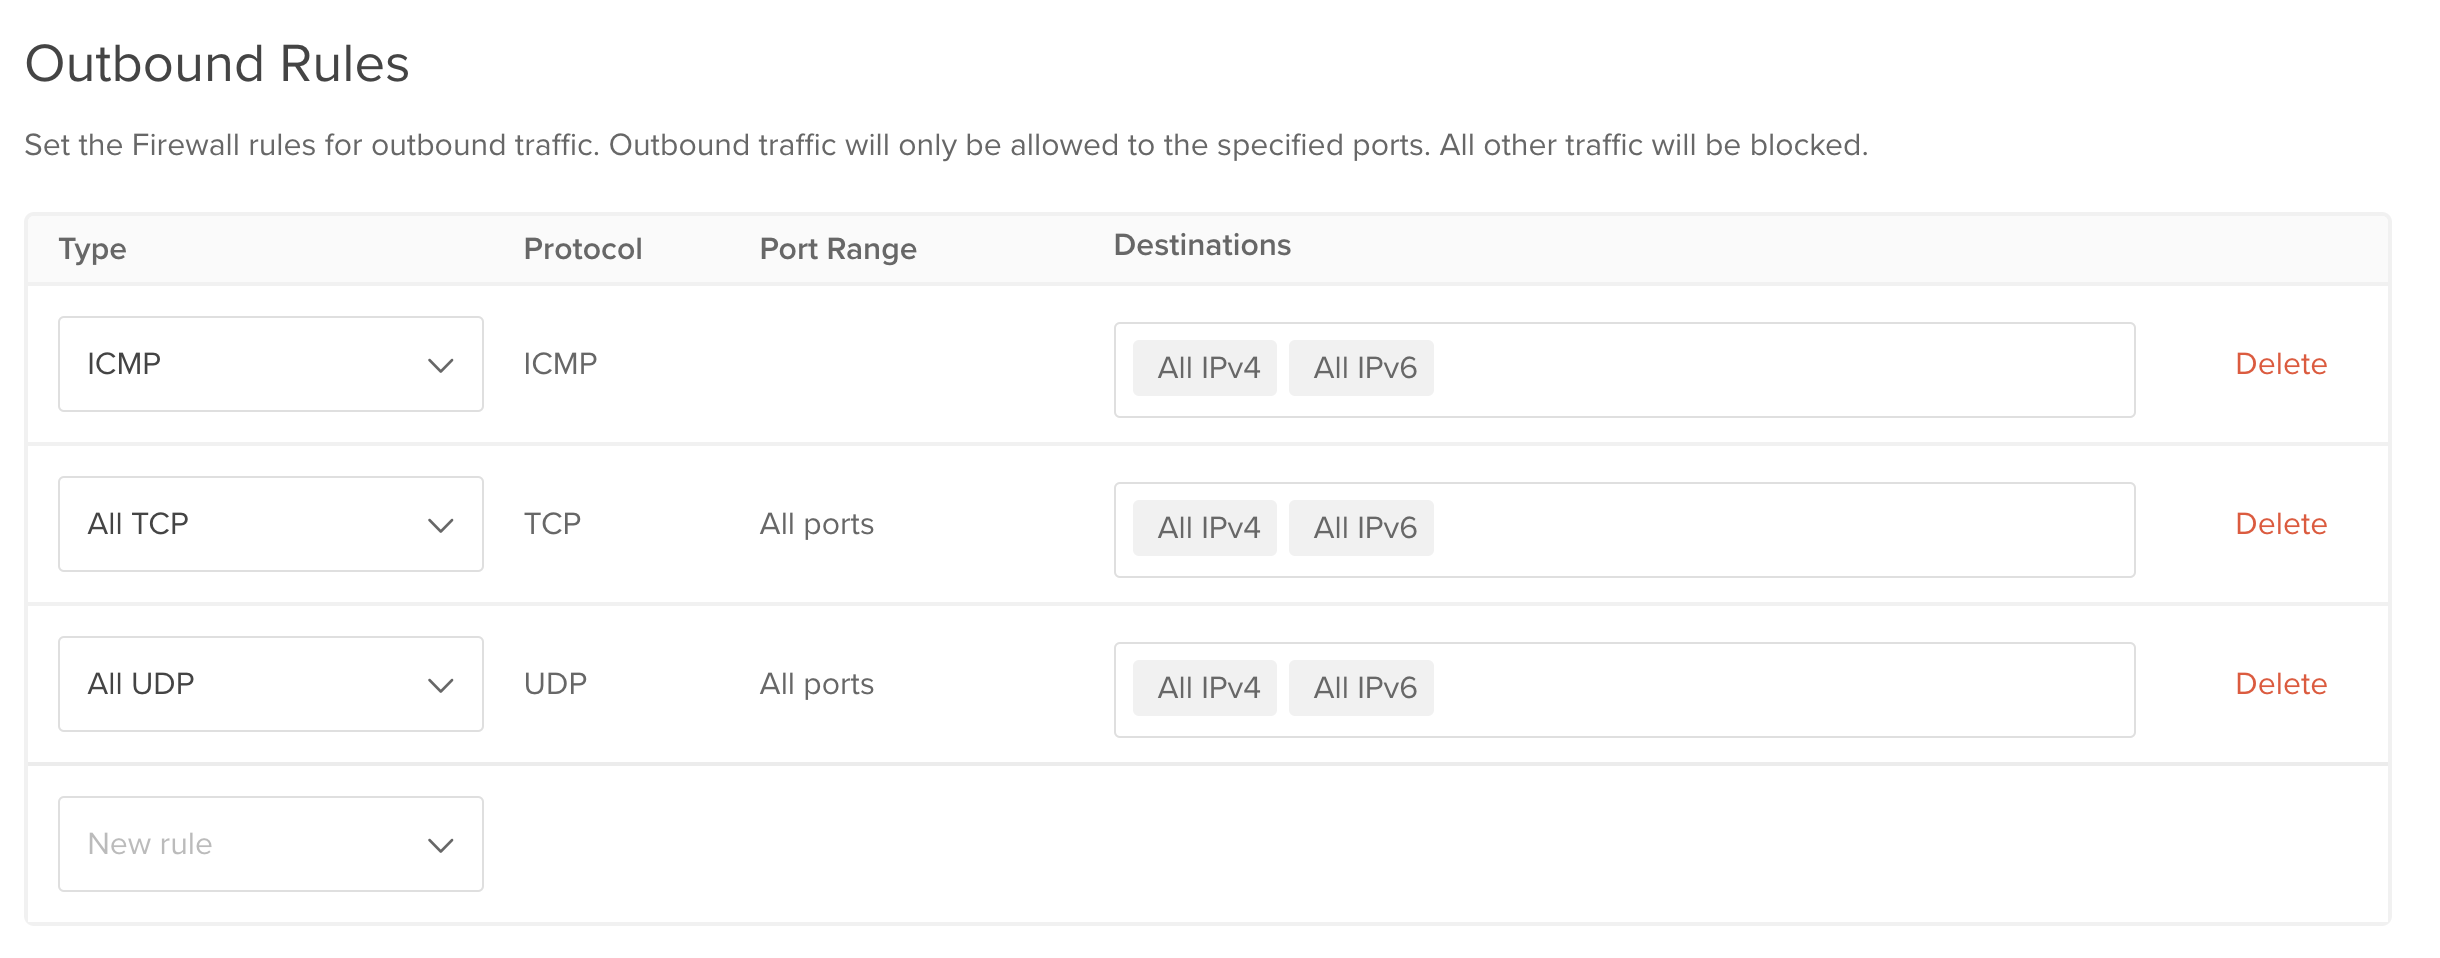 Outbound Rules
Set the Firewall rules for outbound traffic. Outbound traffic will only be allowed to the specified ports. All other traffic will be blocked.
Type Protocol Port Range Destinations
ICMP ICMP All IPv4 All IPv6 Delete
All TCP TCP All ports All IPv4 All IPv6 Delete
All UDP UDP All ports All IPv4 All IPv6 Delete
New rule